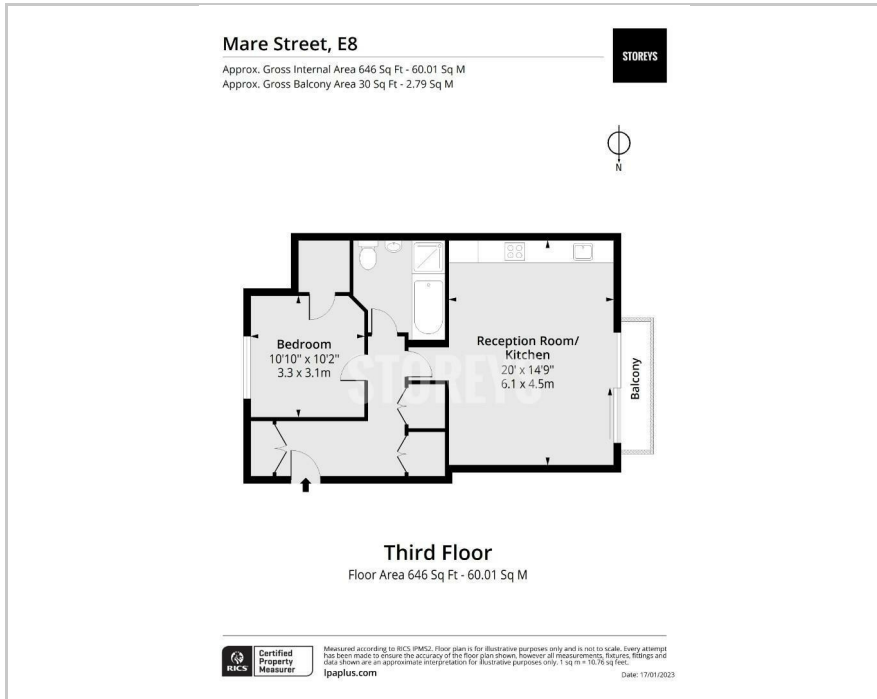 Mare Street, E8
Approx. Gross Internal Area 646 Sq Ft - 60.01 Sq M
Approx. Gross Balcony Area 30 Sq Ft - 2.79 Sq M
STOREYS
N
Bedroom
10'10" x 10'2"
3.3 x 3.1m
Reception Room/
Kitchen
20' x 14'9"
6.1 x 4.5m
Balcony
STOREYS
Third Floor
Floor Area 646 Sq Ft - 60.01 Sq M
RICS
Certified
Property
Measurer
Measured according to RICS IPMS2. Floor plan is for illustrative purposes only and is not to scale. Every attempt
has been made to ensure the accuracy of the floor plan shown, however all measurements, fixtures, fittings and
data shown are an approximate interpretation for illustrative purposes only. 1 sq m = 10.76 sq feet.
lpaplus.com
Date: 17/01/2023